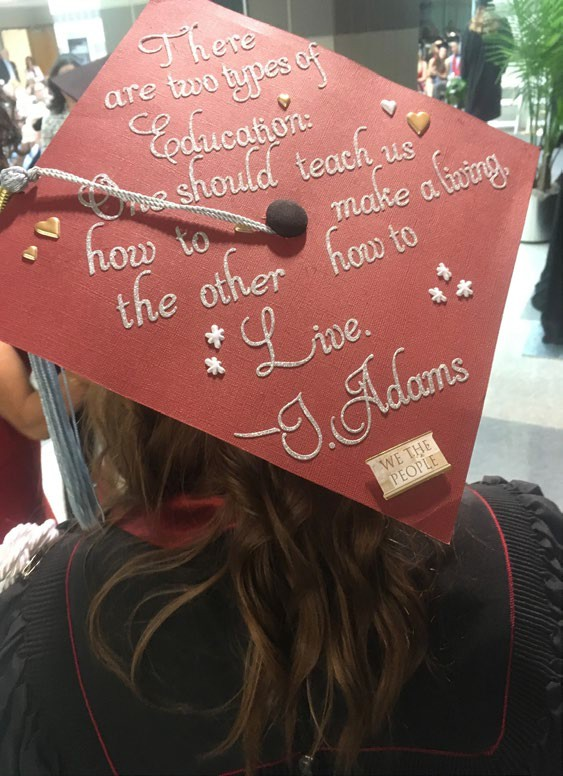 There
are two types of
Education:
One should teach us
how to make a living,
the other how to
Live.
-J. Adams
WE THE
PEOPLE